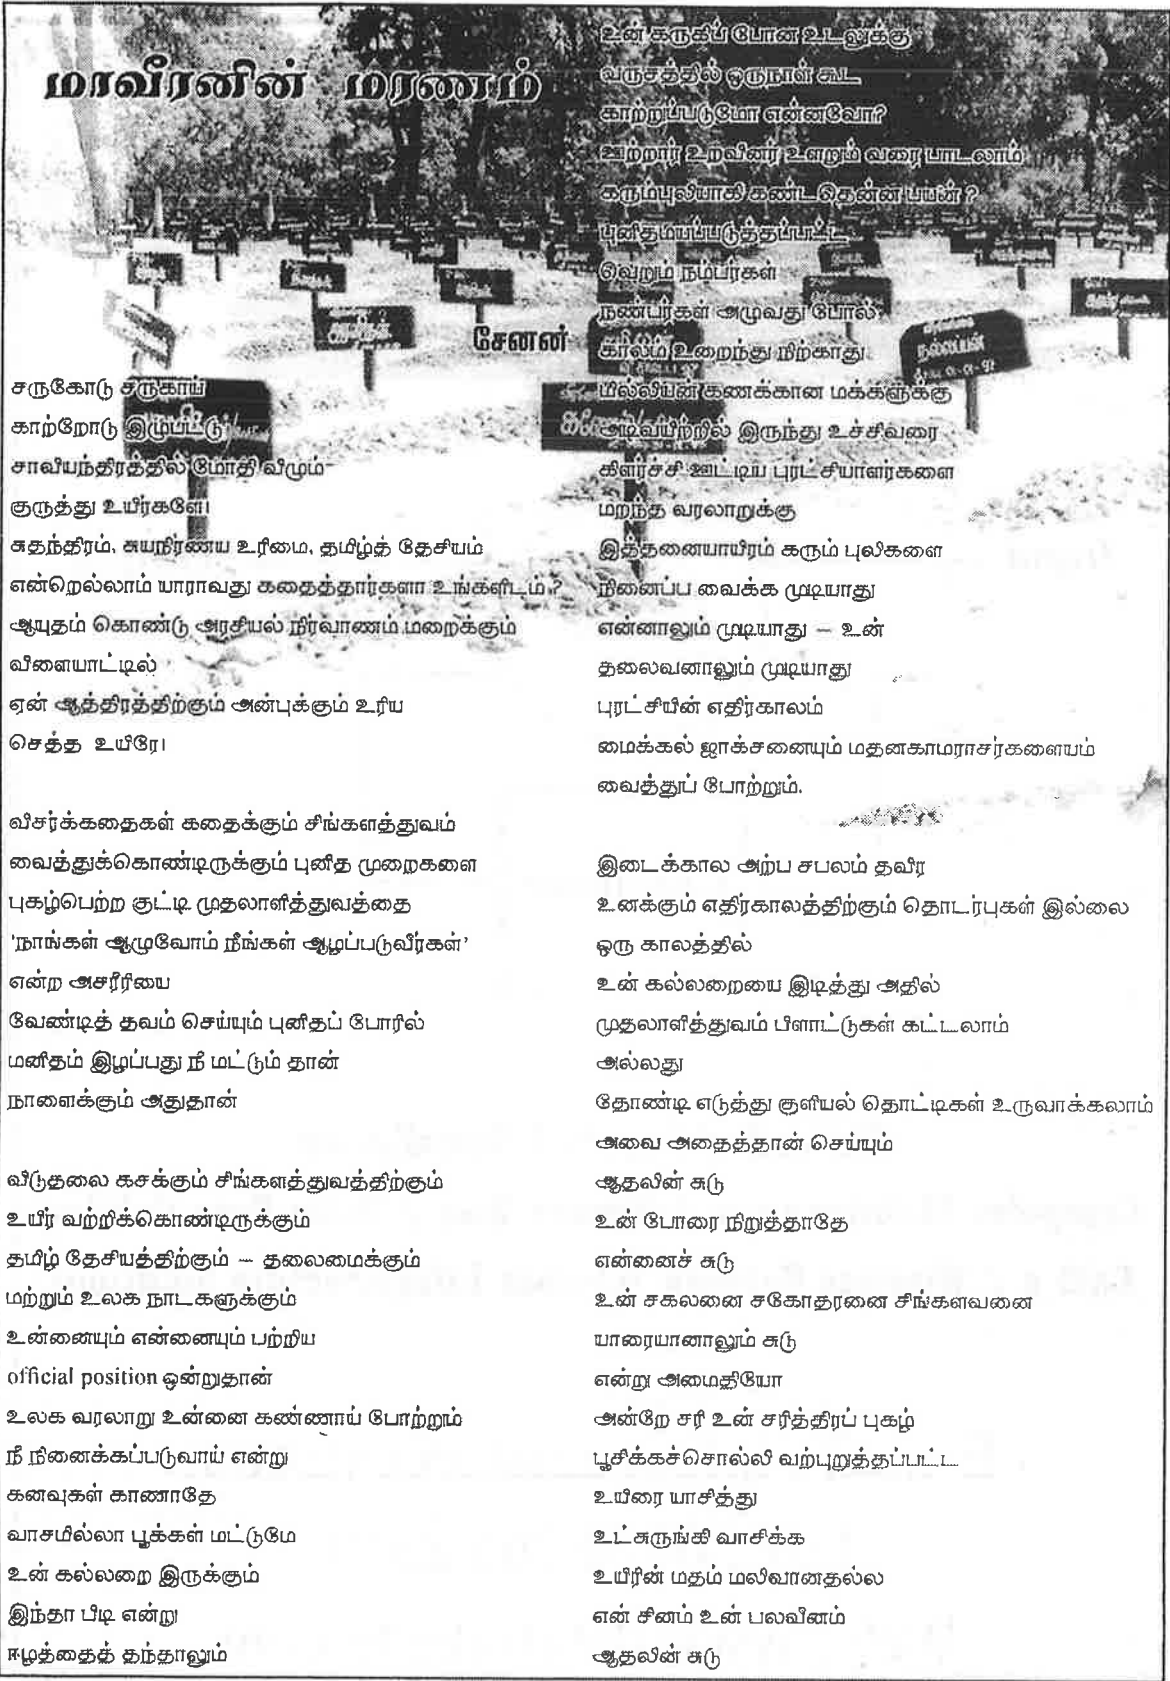 மாவீரனின் மரணம்
சேனன்
சருகோடு சருகாய்
காற்றோடு இழுபட்டு
சாவியந்திரத்தில் மோதி விழும்
குருத்து உயிர்களே!
சுதந்திரம், சுயநிர்ணய உரிமை, தமிழ்த் தேசியம்
என்றெல்லாம் யாராவது கதைத்தார்களா உங்களிடம்?
ஆயுதம் கொண்டு அரசியல் நிர்வாணம் மறைக்கும்
விளையாட்டில்
ஏன் ஆத்திரத்திற்கும் அன்புக்கும் உரிய
செத்த உயிரே!
விசர்க்கதைகள் கதைக்கும் சிங்களத்துவம்
வைத்துக்கொண்டிருக்கும் புனித முறைகளை
புகழ்பெற்ற குட்டி முதலாளித்துவத்தை
'நாங்கள் ஆழுவோம் நீங்கள் ஆழப்படுவீர்கள்'
என்ற அசரீரியை
வேண்டித் தவம் செய்யும் புனிதப் போரில்
மனிதம் இழப்பது நீ மட்டும் தான்
நாளைக்கும் அதுதான்
விடுதலை கசக்கும் சிங்களத்துவத்திற்கும்
உயிர் வற்றிக்கொண்டிருக்கும்
தமிழ் தேசியத்திற்கும் – தலைமைக்கும்
மற்றும் உலக நாடகளுக்கும்
உன்னையும் என்னையும் பற்றிய
official position ஒன்றுதான்
உலக வரலாறு உன்னை கண்ணாய் போற்றும்
நீ நினைக்கப்படுவாய் என்று
கனவுகள் காணாதே
வாசமில்லா பூக்கள் மட்டுமே
உன் கல்லறை இருக்கும்
இந்தா பிடி என்று
ஈழத்தைத் தந்தாலும்
உன் கருகிப் போன உடலுக்கு
வருசத்தில் ஒருநாள் கூட
காற்றுப்படுமோ என்னவோ?
ஊற்றார் உறவினர் உளறும் வரை பாடலாம்
கரும்புலியாகி கண்டதென்ன பயன் ?
புனிதமயப்படுத்தப்பட்ட
வெறும் நம்பர்கள்
நண்பர்கள் அழுவது போல்
காலம் உறைந்து நிற்காது
மில்லியன் கணக்கான மக்களுக்கு
அடிவயிற்றில் இருந்து உச்சிவரை
கிளர்ச்சி ஊட்டிய புரட்சியாளர்களை
மறந்த வரலாறுக்கு
இத்தனையாயிரம் கரும் புலிகளை
நினைப்ப வைக்க முடியாது
என்னாலும் முடியாது – உன்
தலைவனாலும் முடியாது
புரட்சியின் எதிர்காலம்
மைக்கல் ஜாக்சனையும் மதனகாமராசர்களையம்
வைத்துப் போற்றும்.
இடைக்கால அற்ப சபலம் தவிர
உனக்கும் எதிர்காலத்திற்கும் தொடர்புகள் இல்லை
ஒரு காலத்தில்
உன் கல்லறையை இடித்து அதில்
முதலாளித்துவம் பிளாட்டுகள் கட்டலாம்
அல்லது
தோண்டி எடுத்து குளியல் தொட்டிகள் உருவாக்கலாம்
அவை அதைத்தான் செய்யும்
ஆதலின் சுடு
உன் போரை நிறுத்தாதே
என்னைச் சுடு
உன் சகலனை சகோதரனை சிங்களவனை
யாரையானாலும் சுடு
என்று அமைதியோ
அன்றே சரி உன் சரித்திரப் புகழ்
பூசிக்கச்சொல்லி வற்புறுத்தப்பட்ட
உயிரை யாசித்து
உட்சுருங்கி வாசிக்க
உயிரின் மதம் மலிவானதல்ல
என் சினம் உன் பலவீனம்
ஆதலின் சுடு